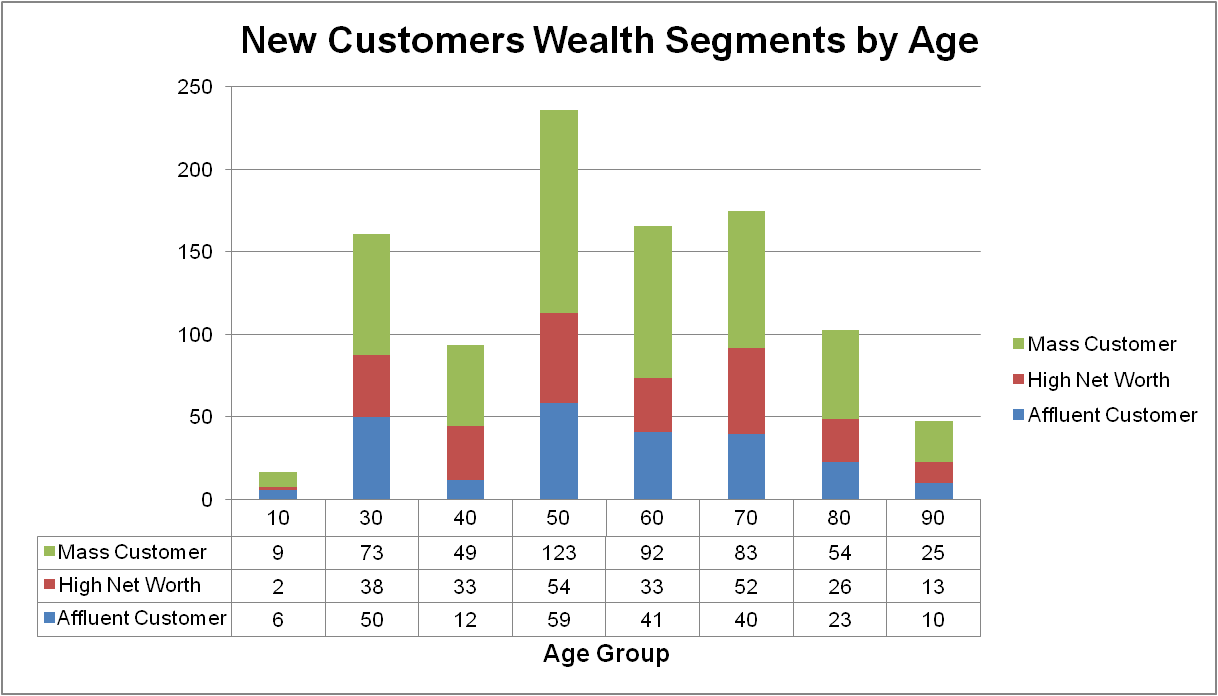 New Customers Wealth Segments by Age
250
200
150
100
50
0
Mass Customer
High Net Worth
Affluent Customer
10 30 40 50 60 70 80 90
Mass Customer 9 73 49 123 92 83 54 25
High Net Worth 2 38 33 54 33 52 26 13
Affluent Customer 6 50 12 59 41 40 23 10
Age Group